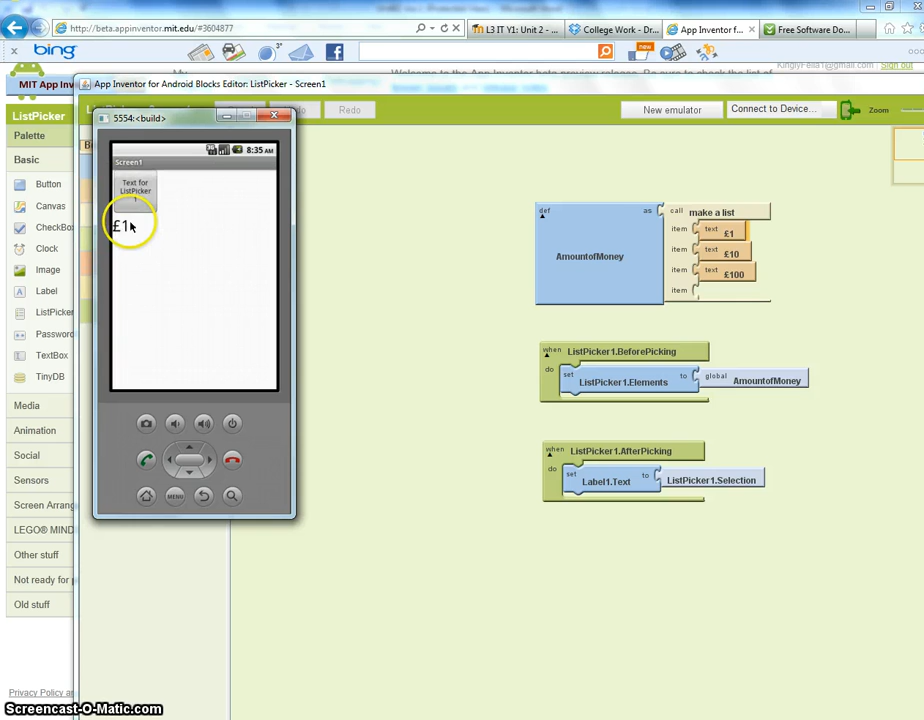 http://beta.appinventor.mit.edu/#3604877
L3 IT Y1: Unit 2 - ...
College Work - Dr...
App Inventor f...
Free Software Do...
bing
new
MIT App Inv
App Inventor for Android Blocks Editor: ListPicker - Screen1
Sign out
ListPicker
Redo
New emulator
Connect to Device...
Zoom
Palette
5554:<build>
Basic
8:35 AM
Screen1
Button
Text for
ListPicker
1
Canvas
CheckBo
£1
Clock
Image
Label
ListPicker
Password
TextBox
TinyDB
Media
Animation
Social
Sensors
Screen Arrang
LEGO® MIND
Other stuff
Not ready for p
Old stuff
MENU
def
as
AmountofMoney
call make a list
item text £1
item text £10
item text £100
item
when ListPicker1.BeforePicking
do set ListPicker1.Elements to global AmountofMoney
when ListPicker1.AfterPicking
do set Label1.Text to ListPicker1.Selection
Privacy Policy a
Screencast-O-Matic.com